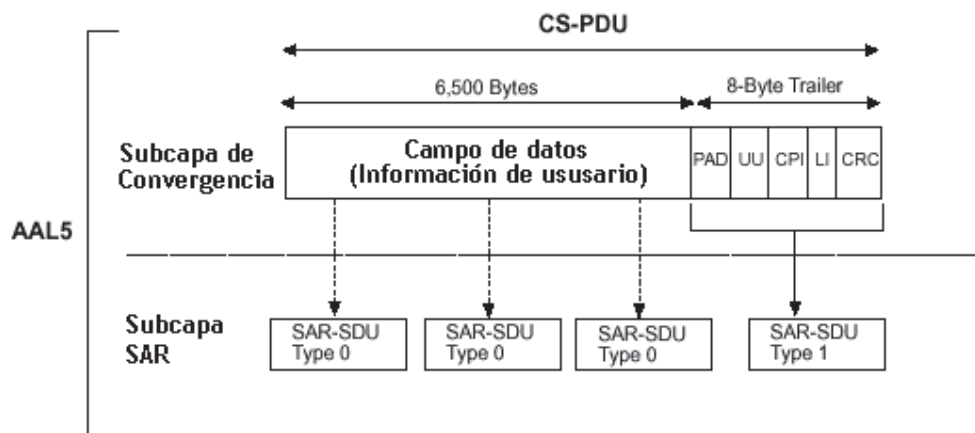 CS-PDU
6,500 Bytes
8-Byte Trailer
Subcapa de
Convergencia
Campo de datos
(Información de ususario)
PAD
UU
CPI
LI
CRC
AAL5
Subcapa
SAR
SAR-SDU
Type 0
SAR-SDU
Type 0
SAR-SDU
Type 0
SAR-SDU
Type 1